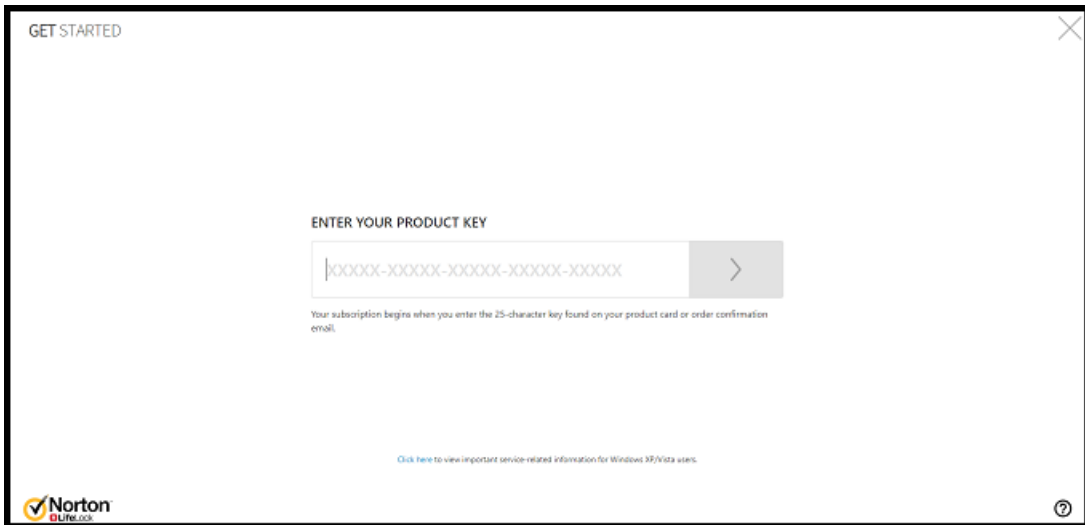 GET STARTED
ENTER YOUR PRODUCT KEY
XXXXX-XXXXX-XXXXX-XXXXX-XXXXX
Your subscription begins when you enter the 25-character key found on your product card or order confirmation
email.
Click here to view important service-related information for Windows XP/Vista users.
Norton
LifeLock